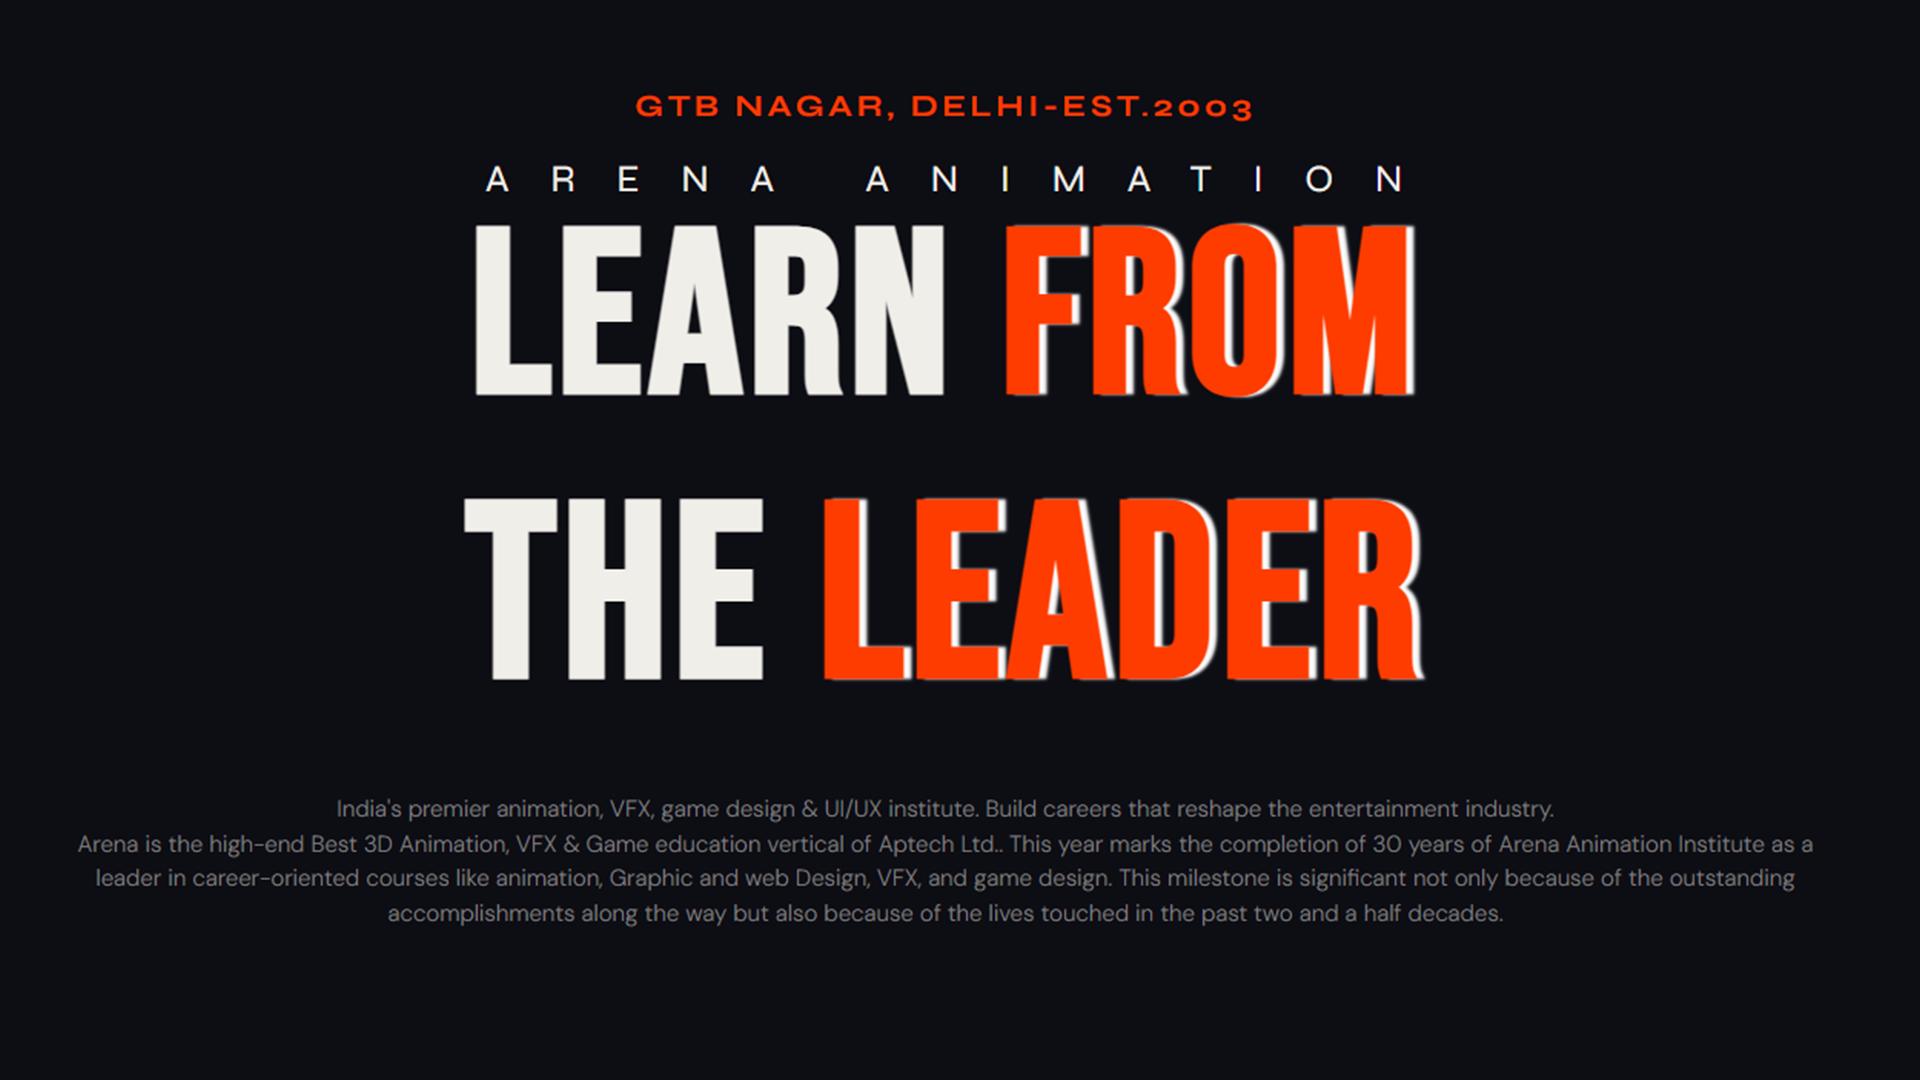 GTB NAGAR, DELHI-EST.2003
ARENA ANIMATION
LEARN FROM
THE LEADER
India's premier animation, VFX, game design & UI/UX institute. Build careers that reshape the entertainment industry.
Arena is the high-end Best 3D Animation, VFX & Game education vertical of Aptech Ltd.. This year marks the completion of 30 years of Arena Animation Institute as a
leader in career-oriented courses like animation, Graphic and web Design, VFX, and game design. This milestone is significant not only because of the outstanding
accomplishments along the way but also because of the lives touched in the past two and a half decades.